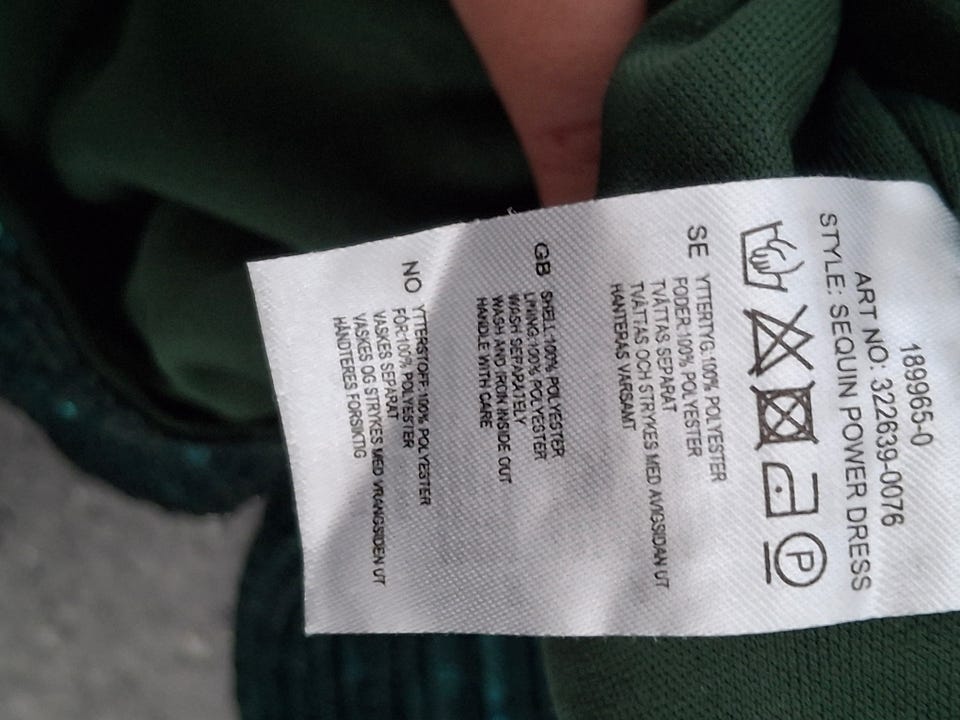 189965-0
ART NO: 322639-0076
STYLE: SEQUIN POWER DRESS
P
SE YTTERTYG:100% POLYESTER
FODER:100% POLYESTER
TVÄTTAS SEPARAT
TVÄTTAS OCH STRYKES MED AVIGSIDAN UT
HANTERAS VARSAMT
GB SHELL:100% POLYESTER
LINING:100% POLYESTER
WASH SEPARATELY
WASH AND IRON INSIDE OUT
HANDLE WITH CARE
NO YTTERSTOFF:100% POLYESTER
FÔR:100% POLYESTER
VASKES SEPARAT
VASKES OG STRYKES MED VRANGSIDEN UT
HÅNDTERES FORSIKTIG